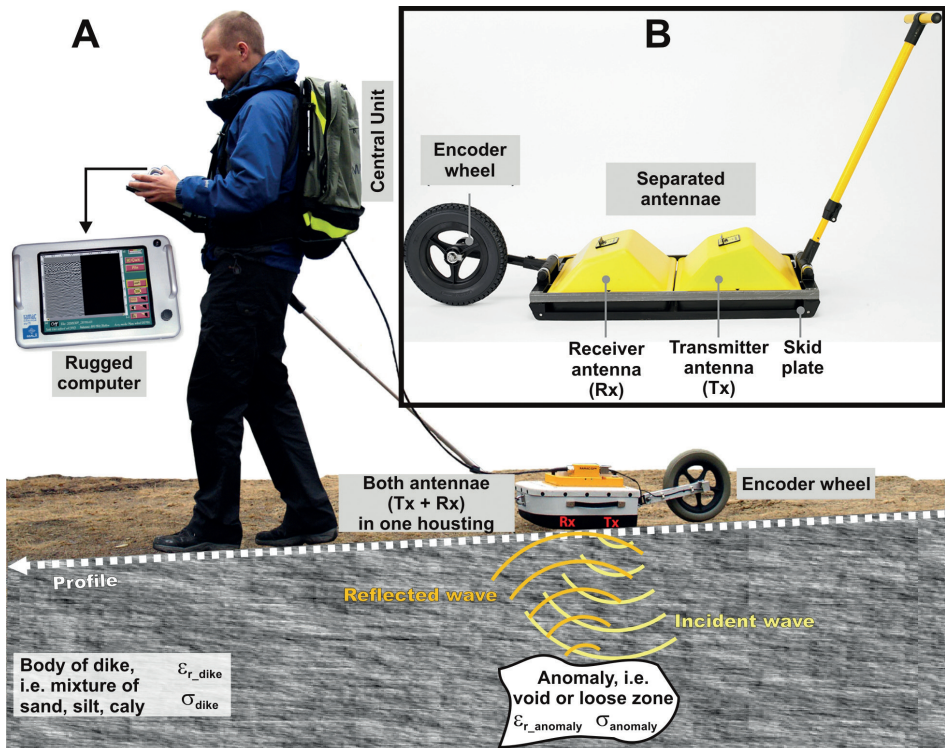 A
B
Central Unit
Encoder
wheel
Separated
antennae
Rugged
computer
Receiver
antenna
(Rx)
Transmitter
antenna
(Tx)
Skid
plate
Both antennae
(Tx + Rx)
in one housting
Encoder wheel
Rx
Tx
Profile
Reflected wave
Incident wave
Body of dike,
i.e. mixture of
sand, silt, caly
εr_dike
σdike
Anomaly, i.e.
void or loose zone
εr_anomaly σanomaly